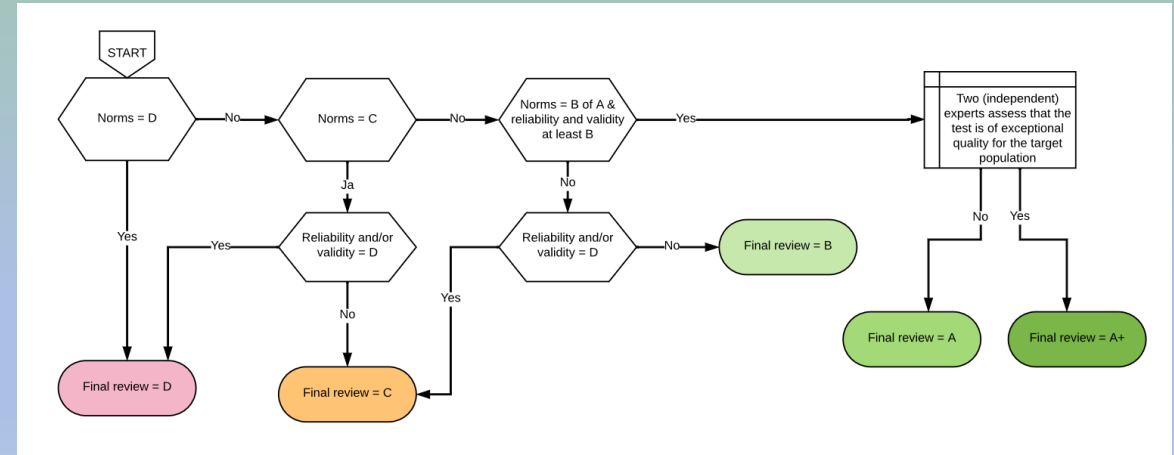 START
Norms = D
No
Norms = C
No
Norms = B of A &
reliability and validity
at least B
Yes
Two (independent)
experts assess that the
test is of exceptional
quality for the target
population
Yes
Ja
No
Reliability and/or
validity = D
Yes
No
Reliability and/or
validity = D
Yes
No
Final review = B
No
Yes
Final review = D
Final review = C
Final review = A
Final review = A+